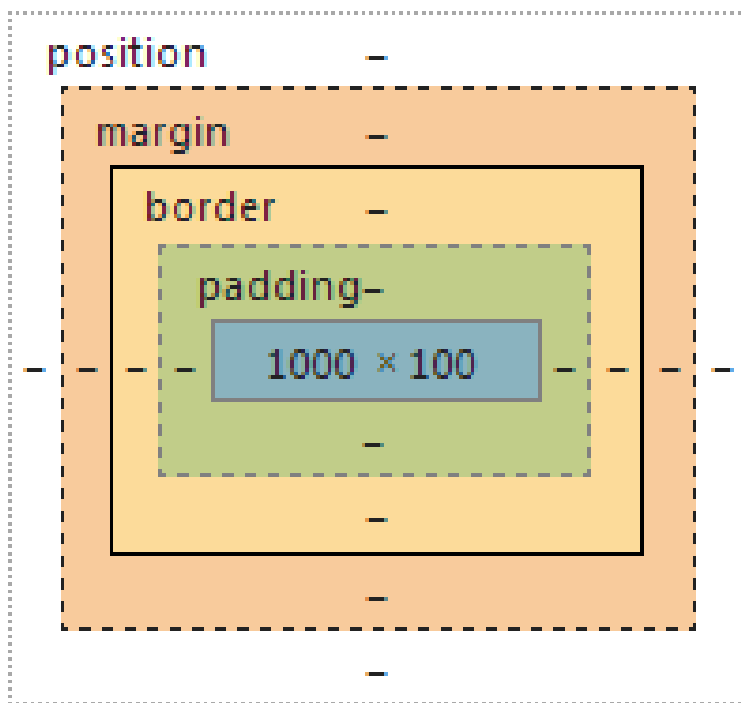 position –
margin –
border –
padding–
– – – – 1000 × 100 – – – –
–
–
–
–